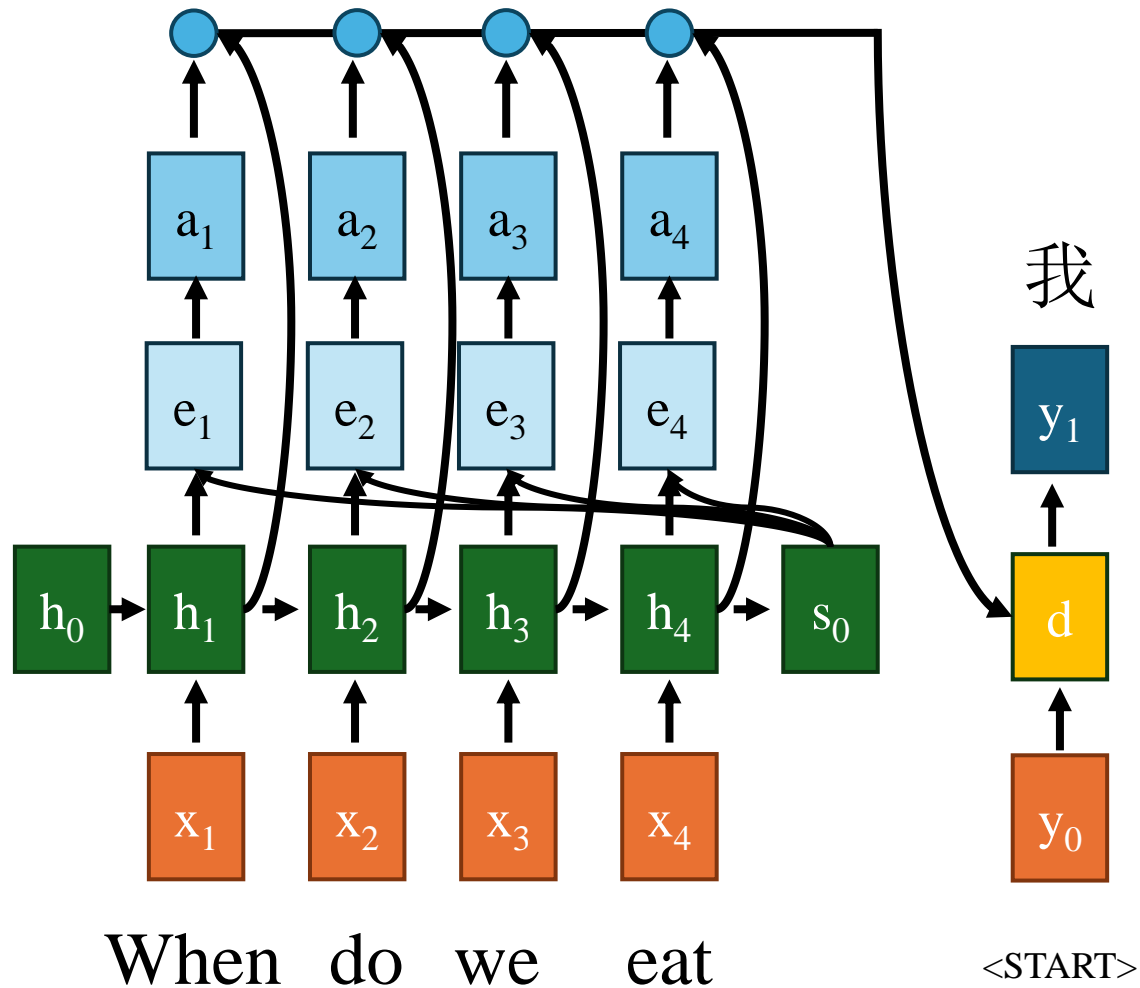 a₁ a₂ a₃ a₄
我
e₁ e₂ e₃ e₄ y₁
h₀ h₁ h₂ h₃ h₄ s₀ d
x₁ x₂ x₃ x₄ y₀
When do we eat <START>